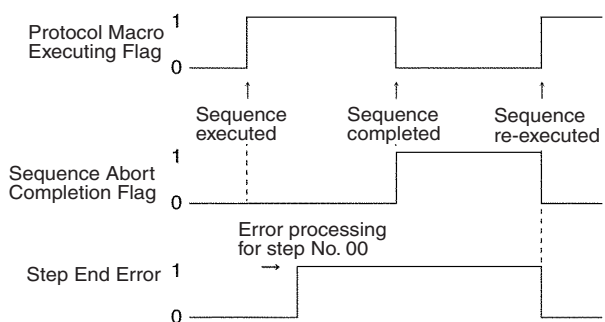 1
Protocol Macro
Executing Flag
0
Sequence
executed
Sequence
completed
Sequence
re-executed
1
Sequence Abort
Completion Flag
0
Error processing
for step No. 00
Step End Error
1
0